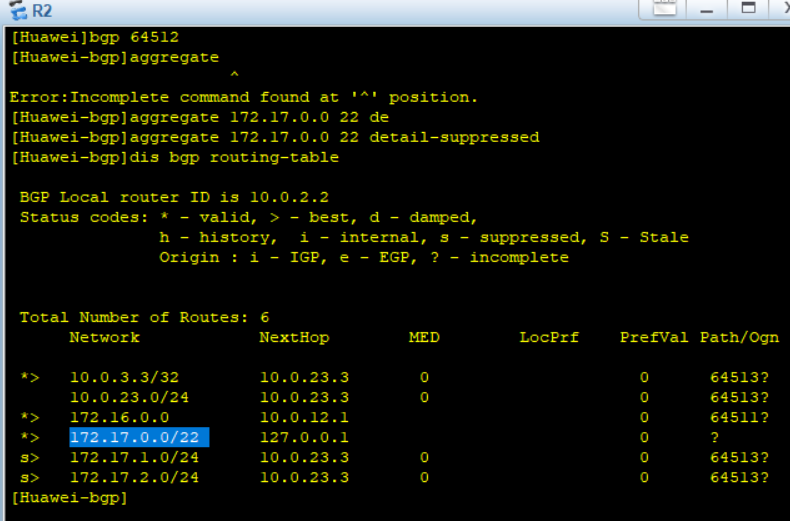 R2
[Huawei]bgp 64512
[Huawei-bgp]aggregate
^
Error:Incomplete command found at '^' position.
[Huawei-bgp]aggregate 172.17.0.0 22 de
[Huawei-bgp]aggregate 172.17.0.0 22 detail-suppressed
[Huawei-bgp]dis bgp routing-table
BGP Local router ID is 10.0.2.2
Status codes: * - valid, > - best, d - damped,
h - history, i - internal, s - suppressed, S - Stale
Origin : i - IGP, e - EGP, ? - incomplete
Total Number of Routes: 6
Network NextHop MED LocPrf PrefVal Path/Ogn
*> 10.0.3.3/32 10.0.23.3 0 0 64513?
10.0.23.0/24 10.0.23.3 0 0 64513?
*> 172.16.0.0 10.0.12.1 0 64511?
*> 172.17.0.0/22 127.0.0.1 0 ?
s> 172.17.1.0/24 10.0.23.3 0 0 64513?
s> 172.17.2.0/24 10.0.23.3 0 0 64513?
[Huawei-bgp]